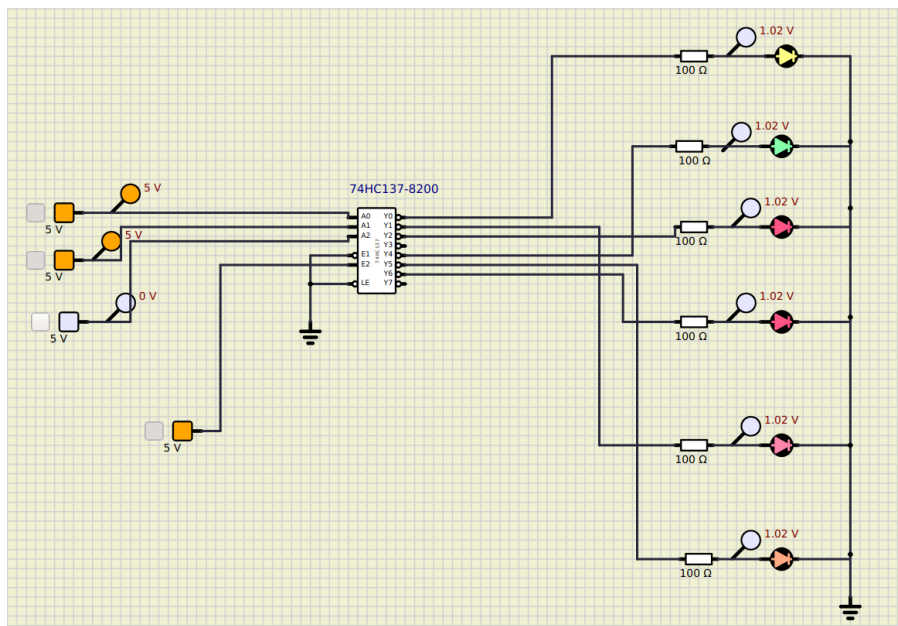 1.02 V
100 Ω
1.02 V
100 Ω
74HC137-8200
5 V
5 V
1.02 V
100 Ω
A0
A1
A2
E1
E2
LE
74HC137
Y0
Y1
Y2
Y3
Y4
Y5
Y6
Y7
5 V
5 V
0 V
5 V
1.02 V
100 Ω
5 V
1.02 V
100 Ω
1.02 V
100 Ω